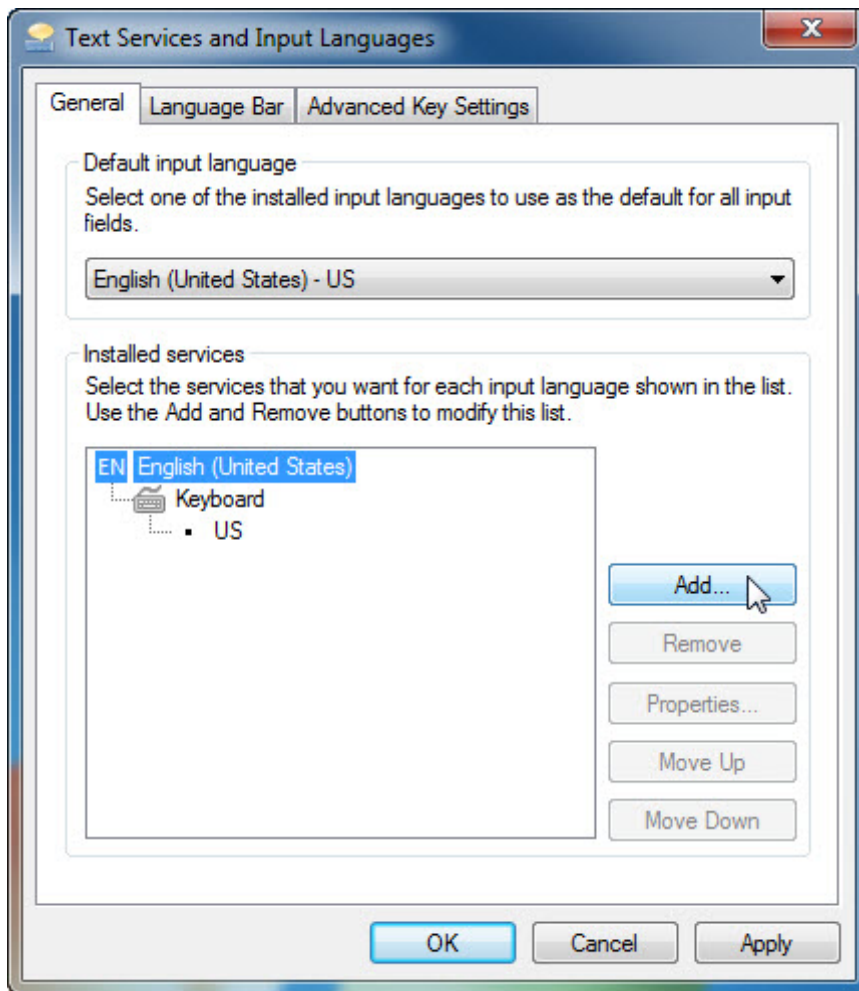 Text Services and Input Languages
General
Language Bar
Advanced Key Settings
Default input language
Select one of the installed input languages to use as the default for all input
fields.
English (United States) - US
Installed services
Select the services that you want for each input language shown in the list.
Use the Add and Remove buttons to modify this list.
EN English (United States)
Keyboard
US
Add...
Remove
Properties...
Move Up
Move Down
OK
Cancel
Apply